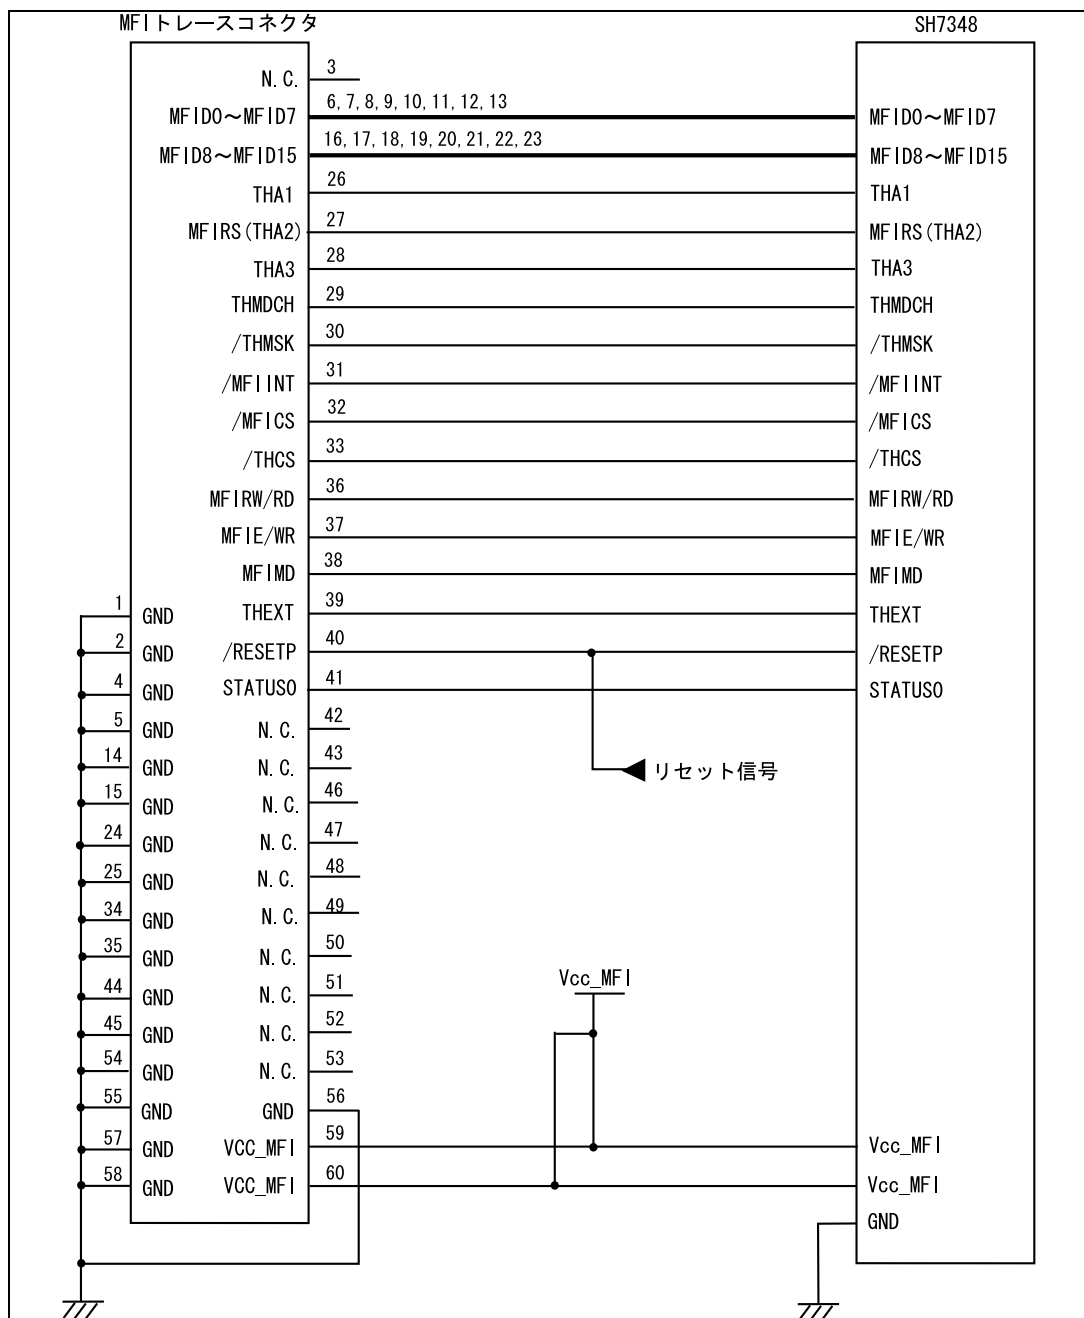 MFIトレースコネクタ
SH7348
N.C. 3
MFID0～MFID7 6, 7, 8, 9, 10, 11, 12, 13 MFID0～MFID7
MFID8～MFID15 16, 17, 18, 19, 20, 21, 22, 23 MFID8～MFID15
THA1 26 THA1
MFIRS(THA2) 27 MFIRS(THA2)
THA3 28 THA3
THMDCH 29 THMDCH
/THMSK 30 /THMSK
/MFIINT 31 /MFIINT
/MFICS 32 /MFICS
/THCS 33 /THCS
MFIRW/RD 36 MFIRW/RD
MFIE/WR 37 MFIE/WR
MFIMD 38 MFIMD
1 GND THEXT 39 THEXT
2 GND /RESETP 40 /RESETP
4 GND STATUS0 41 STATUS0
5 GND N.C. 42
14 GND N.C. 43 リセット信号
15 GND N.C. 46
24 GND N.C. 47
25 GND N.C. 48
34 GND N.C. 49
35 GND N.C. 50
44 GND N.C. 51 Vcc_MFI
45 GND N.C. 52
54 GND N.C. 53
55 GND GND 56
57 GND VCC_MFI 59 Vcc_MFI
58 GND VCC_MFI 60 Vcc_MFI
GND